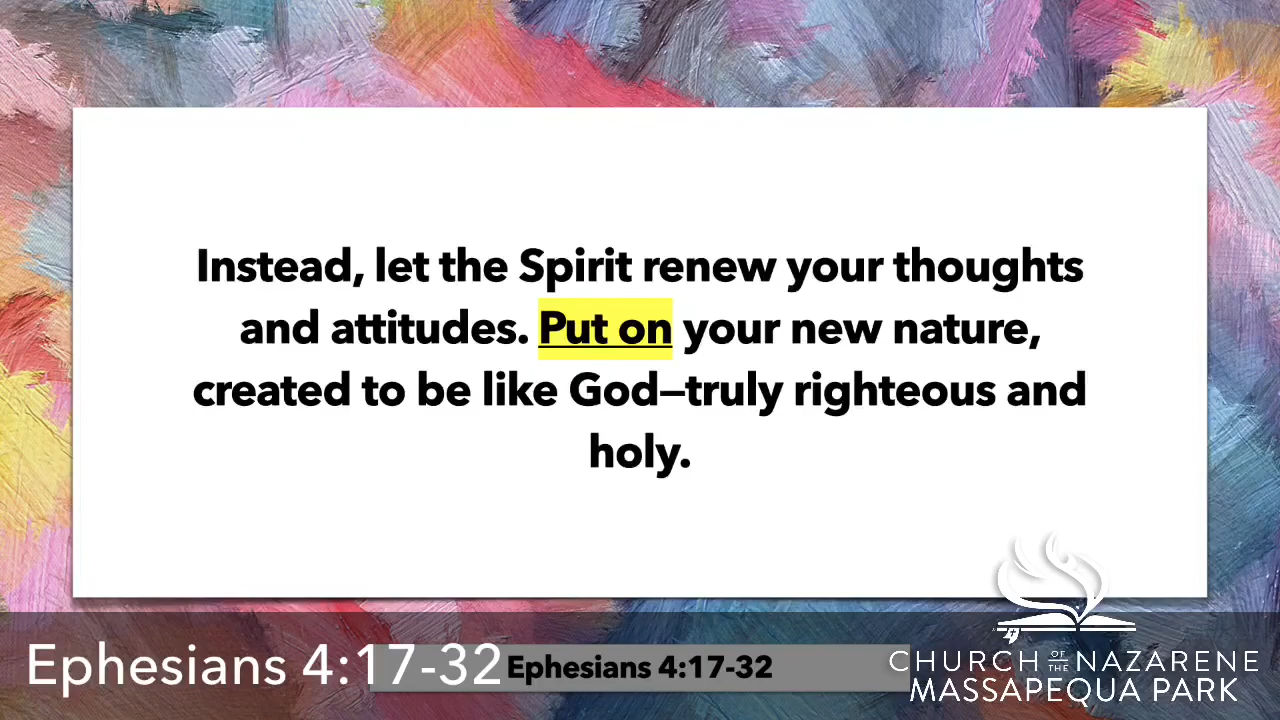 Instead, let the Spirit renew your thoughts
and attitudes. Put on your new nature,
created to be like God—truly righteous and
holy.
Ephesians 4:17-32
Ephesians 4:17-32
CHURCH OF THE NAZARENE
MASSAPEQUA PARK